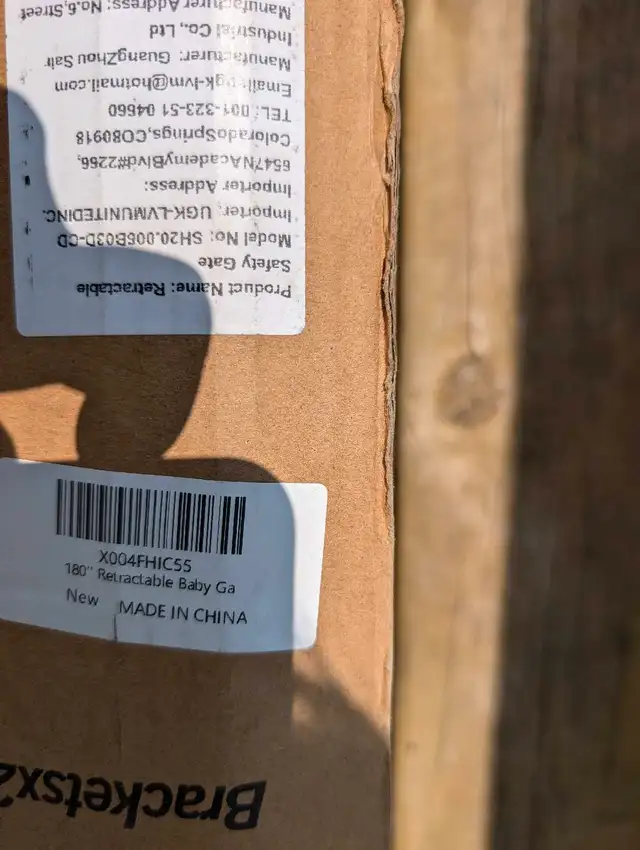 Product Name: Retractable
Safety Gate
Model No: SH20.005B03D-CD
Importer: UGK-LVMUNITEDINC.
Importer Address:
6547NAcademyBlvd#2256,
ColoradoSprings,CO80918
TEL: 001-323-51 04660
Email: ugk-lvm@hotmail.com
Manufacturer: GuangZhou Sair
Industrial Co., Ltd
Manufacturer Address: No.6,Street
X004FHIC55
180" Retractable Baby Ga
New MADE IN CHINA
Bracketsx2